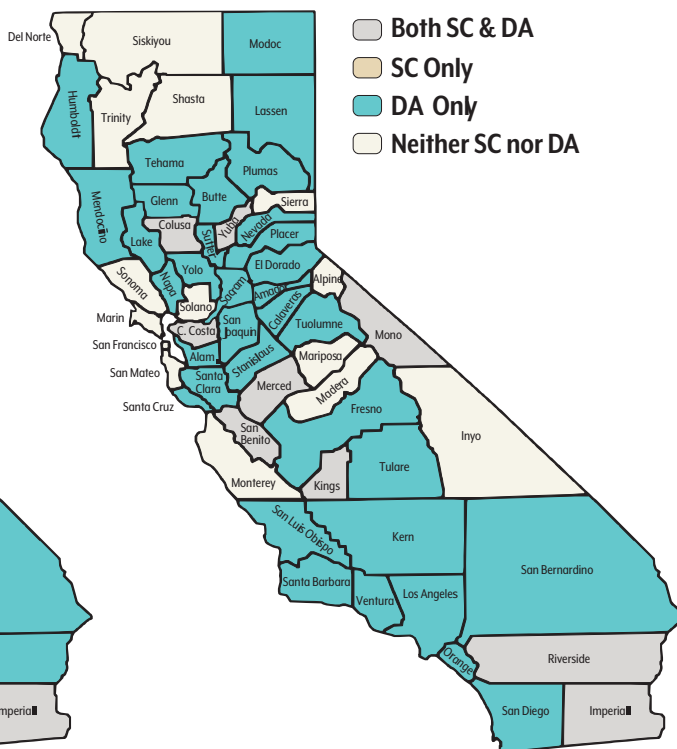 Both SC & DA
SC Only
DA Only
Neither SC nor DA
Del Norte
Siskiyou
Modoc
Humboldt
Trinity
Shasta
Lassen
Tehama
Plumas
Mendocino
Glenn
Butte
Sierra
Colusa
Yuba
Nevada
Lake
Sutter
Placer
Yolo
El Dorado
Sonoma
Napa
Sacram
Amador
Alpine
Solano
Calaveras
Marin
C. Costa
San
Joaquin
Tuolumne
Mono
San Francisco
Alam
Stanislaus
Mariposa
San Mateo
Santa
Clara
Merced
Madera
Santa Cruz
Fresno
San
Benito
Inyo
Monterey
Kings
Tulare
San Luis Obispo
Kern
San Bernardino
Santa Barbara
Ventura
Los Angeles
Orange
Riverside
San Diego
Imperial
mperial